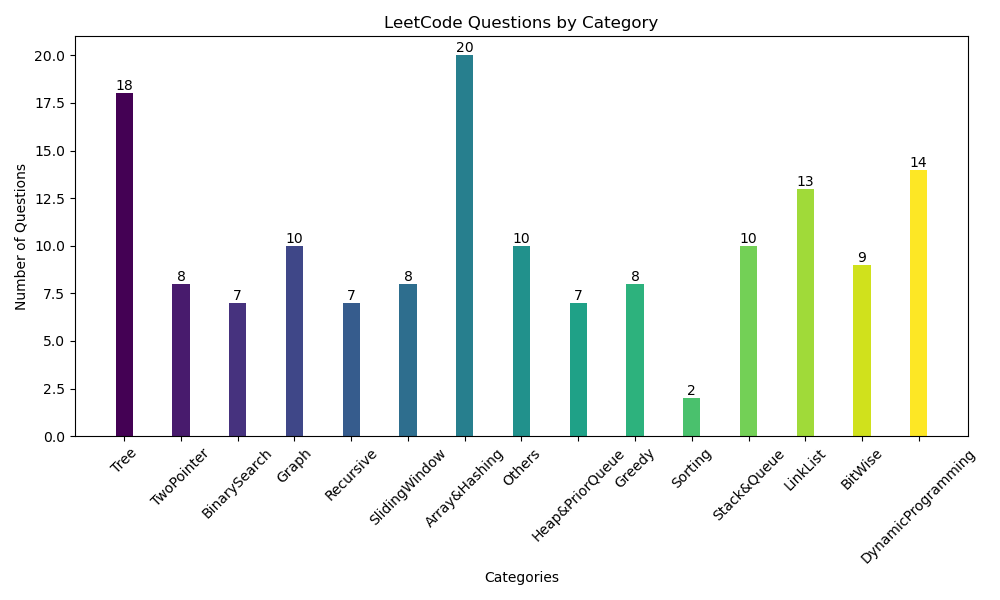 LeetCode Questions by Category
Number of Questions
20.0
17.5
15.0
12.5
10.0
7.5
5.0
2.5
0.0
18
8
7
10
7
8
20
10
7
8
2
10
13
9
14
Tree
TwoPointer
BinarySearch
Graph
Recursive
SlidingWindow
Array&Hashing
Others
Heap&PriorQueue
Greedy
Sorting
Stack&Queue
LinkList
BitWise
DynamicProgramming
Categories